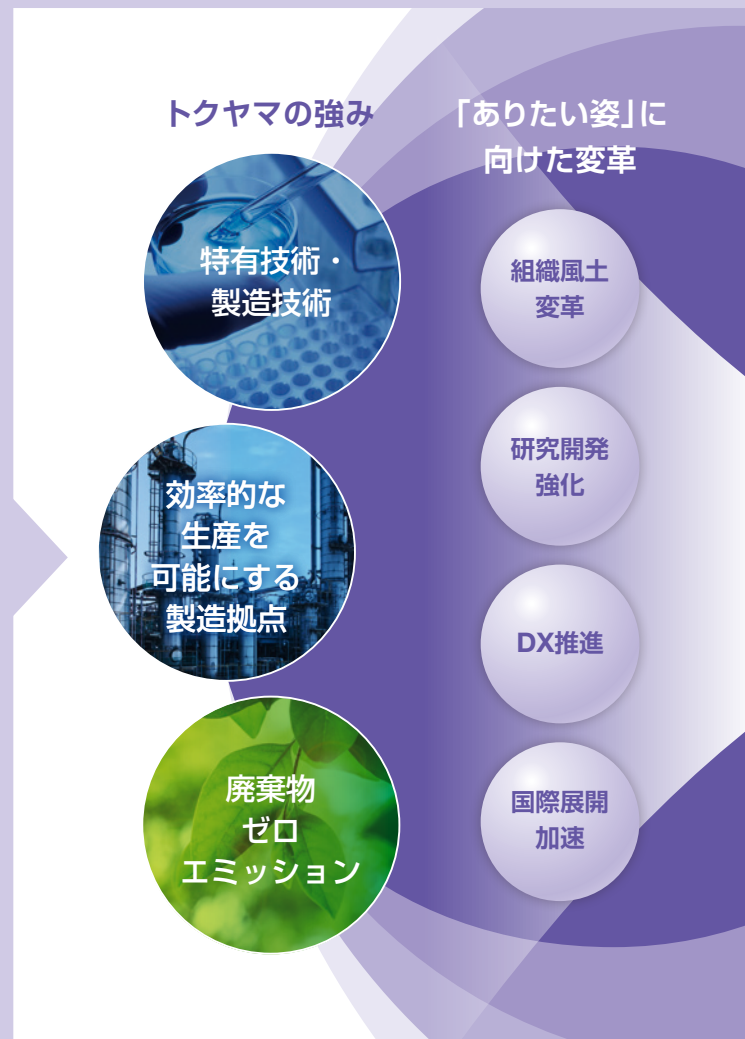 トクヤマの強み
特有技術・
製造技術
効率的な
生産を
可能にする
製造拠点
廃棄物
ゼロ
エミッション
「ありたい姿」に
向けた変革
組織風土
変革
研究開発
強化
DX推進
国際展開
加速